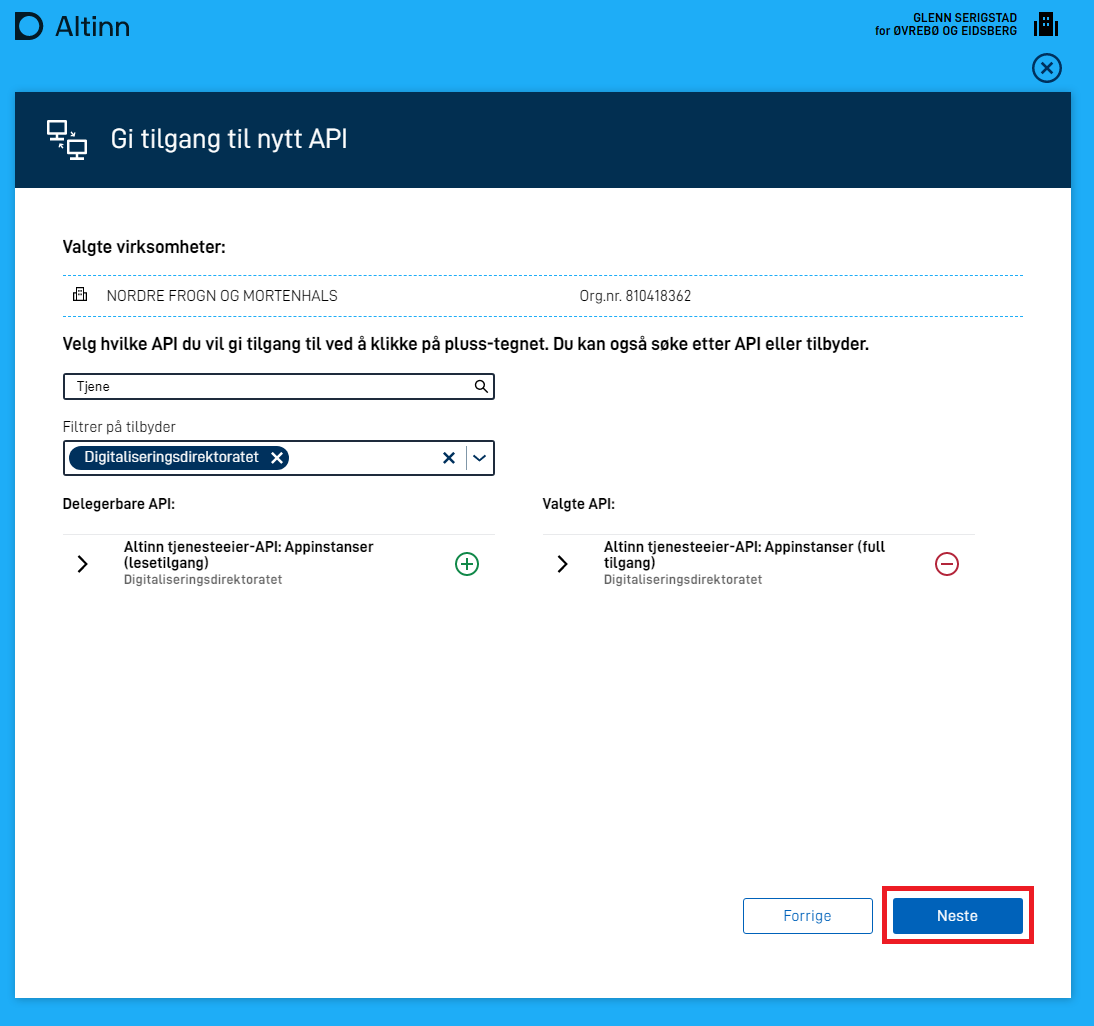 Altinn
GLENN SERIGSTAD
for ØVREBØ OG EIDSBERG
Gi tilgang til nytt API
Valgte virksomheter:
NORDRE FROGN OG MORTENHALS Org.nr. 810418362
Velg hvilke API du vil gi tilgang til ved å klikke på pluss-tegnet. Du kan også søke etter API eller tilbyder.
Tjene
Filtrer på tilbyder
Digitaliseringsdirektoratet
Delegerbare API:
Altinn tjenesteeier-API: Appinstanser
(lesetilgang)
Digitaliseringsdirektoratet
Valgte API:
Altinn tjenesteeier-API: Appinstanser (full
tilgang)
Digitaliseringsdirektoratet
Forrige
Neste